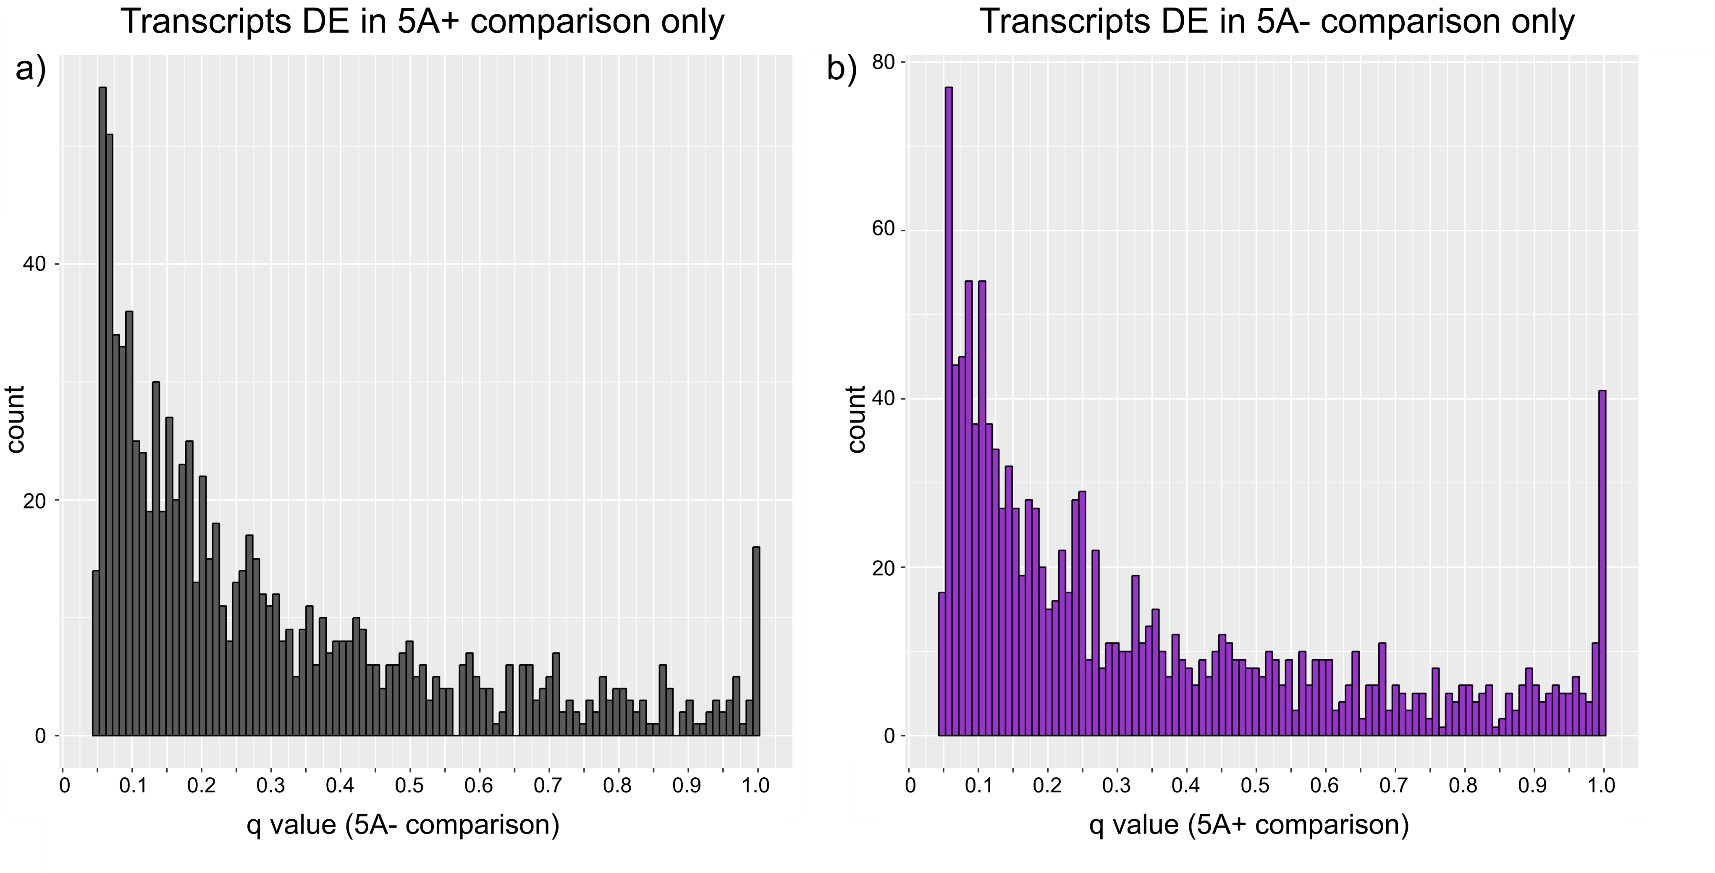 Transcripts DE in 5A+ comparison only
a)
count
40
20
0
0 0.1 0.2 0.3 0.4 0.5 0.6 0.7 0.8 0.9 1.0
q value (5A- comparison)
Transcripts DE in 5A- comparison only
b)
count
80
60
40
20
0
0 0.1 0.2 0.3 0.4 0.5 0.6 0.7 0.8 0.9 1.0
q value (5A+ comparison)